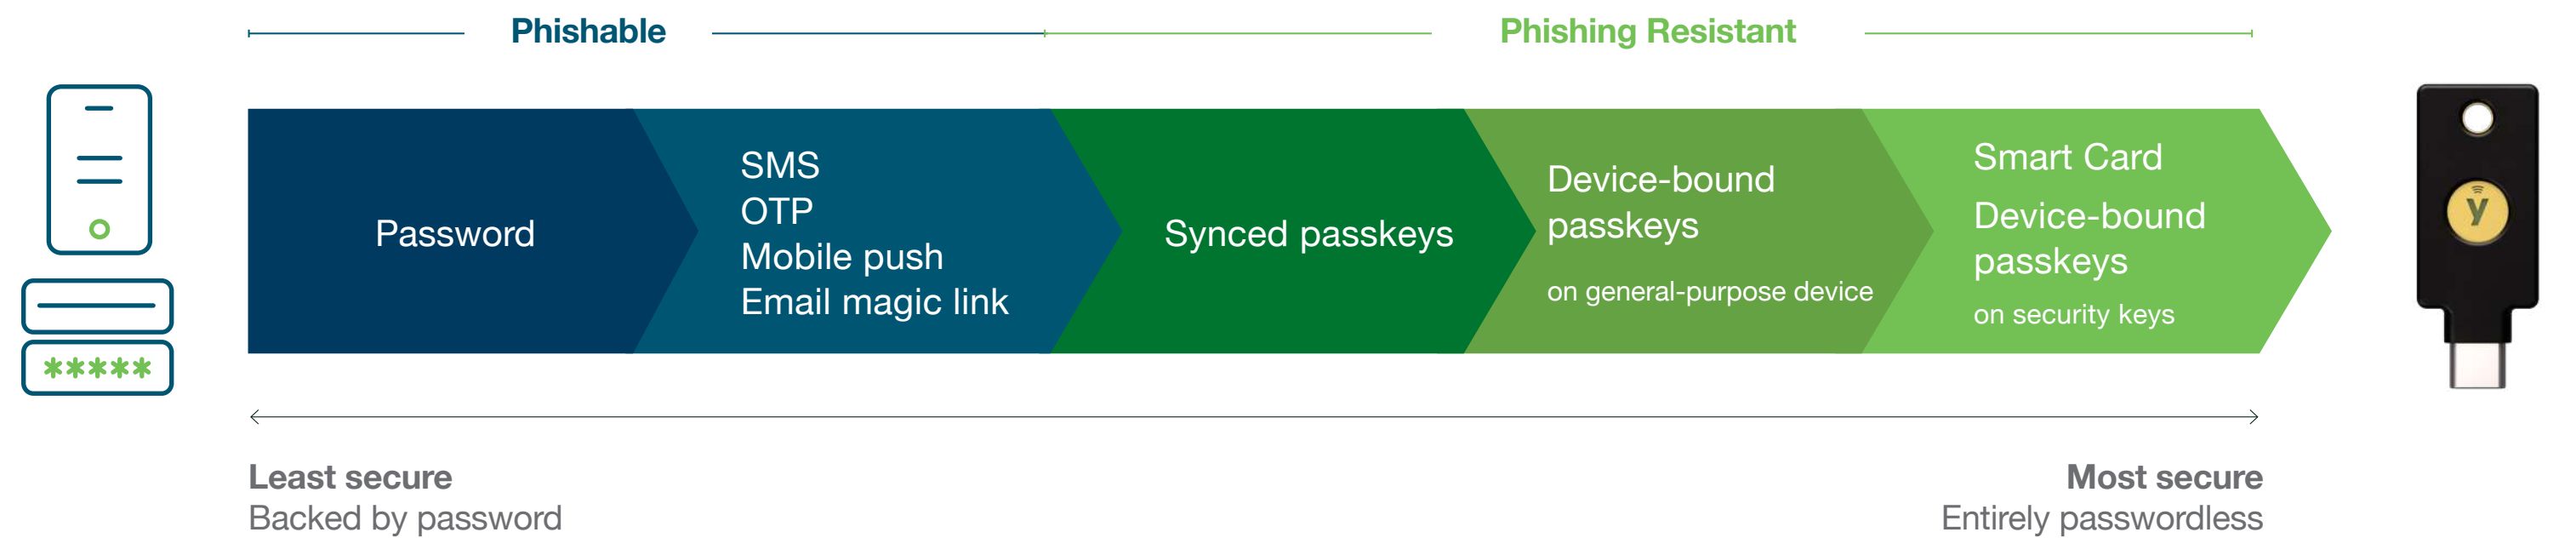 Phishable
Phishing Resistant
*****
Password
SMS
OTP
Mobile push
Email magic link
Synced passkeys
Device-bound
passkeys
on general-purpose device
Smart Card
Device-bound
passkeys
on security keys
y
Least secure
Backed by password
Most secure
Entirely passwordless